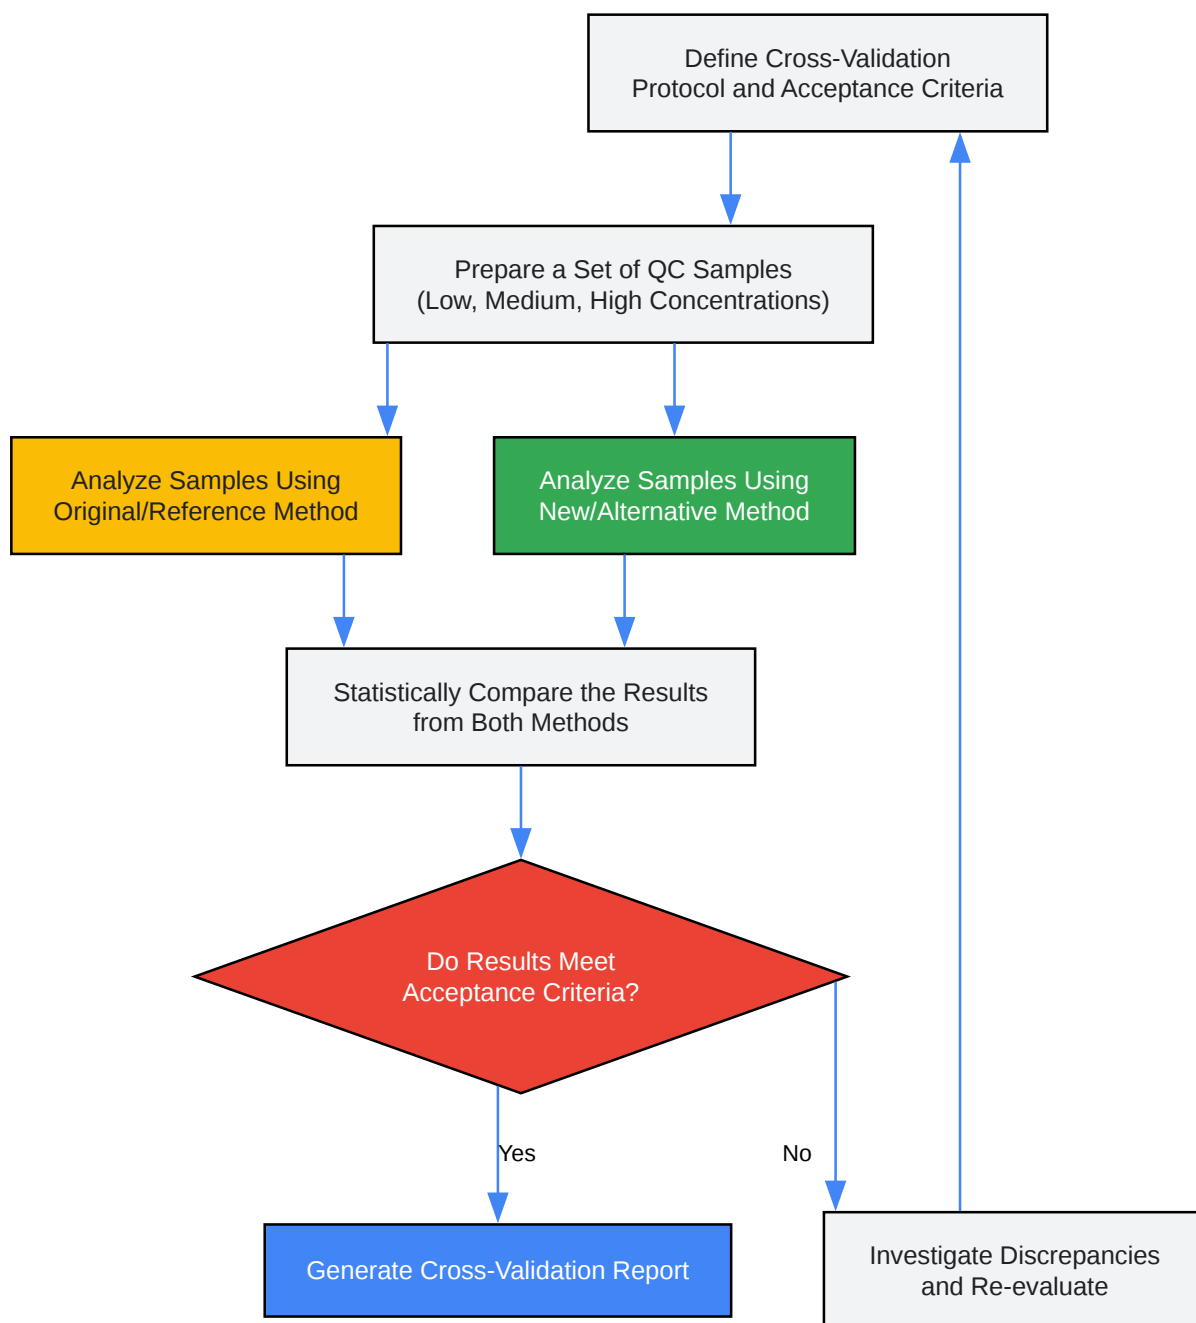 Define Cross-Validation
Protocol and Acceptance Criteria
Prepare a Set of QC Samples
(Low, Medium, High Concentrations)
Analyze Samples Using
Original/Reference Method
Analyze Samples Using
New/Alternative Method
Statistically Compare the Results
from Both Methods
Do Results Meet
Acceptance Criteria?
Yes
No
Generate Cross-Validation Report
Investigate Discrepancies
and Re-evaluate